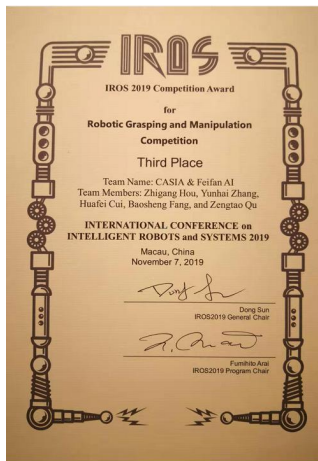 IROS
IROS 2019 Competition Award
for
Robotic Grasping and Manipulation
Competition
Third Place
Team Name: CASIA & Feifan AI
Team Members: Zhigang Hou, Yunhai Zhang,
Huafei Cui, Baosheng Fang, and Zengtao Qu
INTERNATIONAL CONFERENCE on
INTELLIGENT ROBOTS and SYSTEMS 2019
Macau, China
November 7, 2019
Dong Sun
IROS2019 General Chair
Fumihito Arai
IROS2019 Program Chair